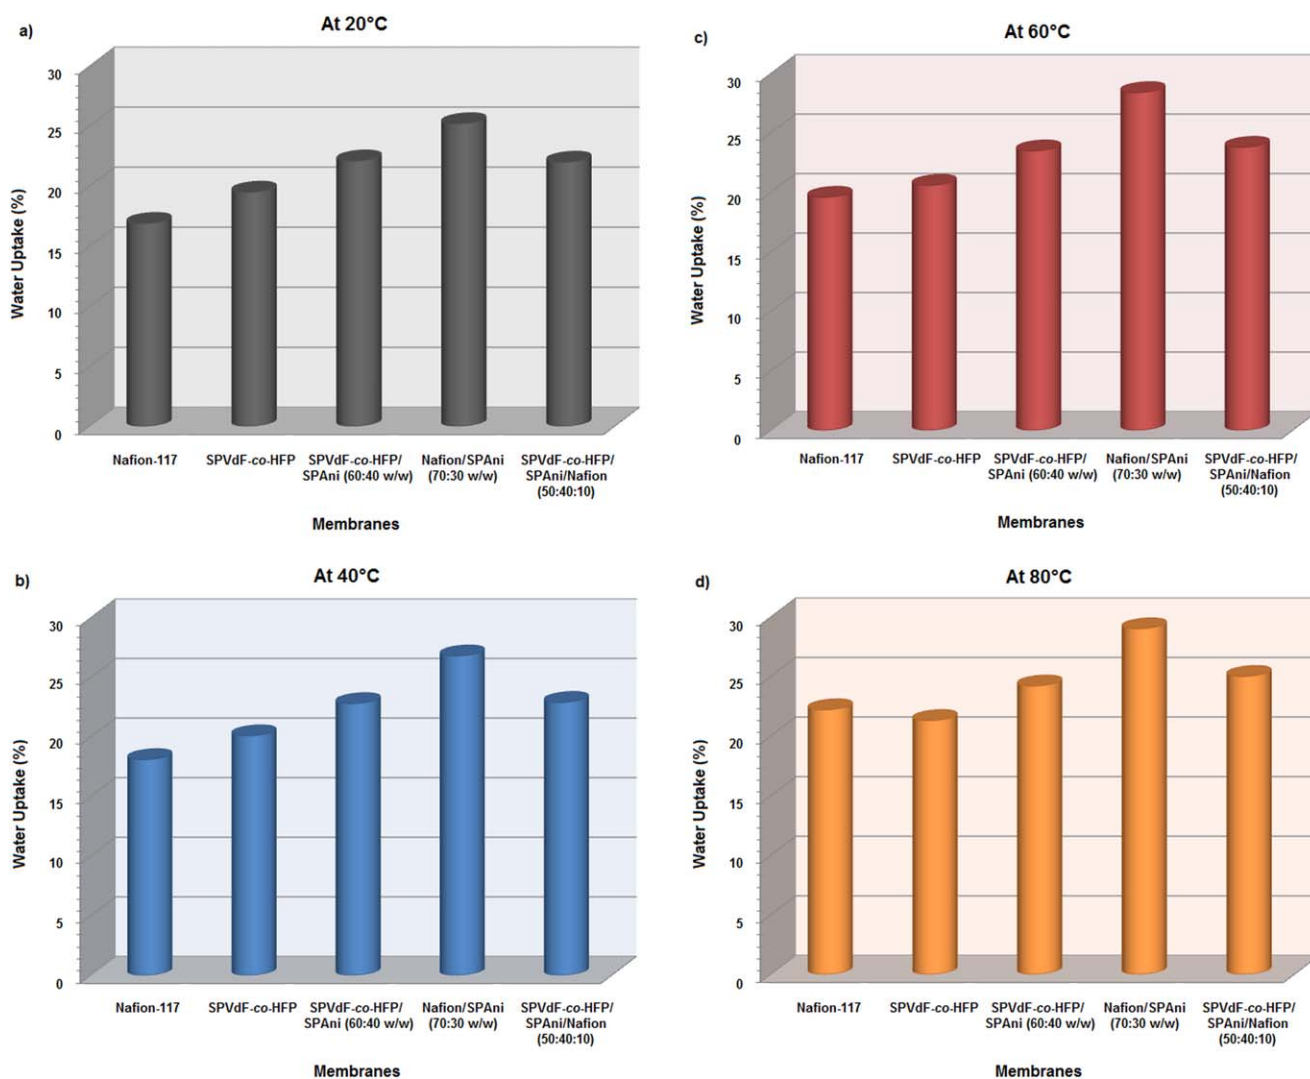 a)
At 20°C
30
25
20
15
10
5
0
Water Uptake (%)
Nafion-117
SPVdF-co-HFP
SPVdF-co-HFP/
SPAni (60:40 w/w)
Nafion/SPAni
(70:30 w/w)
SPVdF-co-HFP/
SPAni/Nafion
(50:40:10)
Membranes
b)
At 40°C
30
25
20
15
10
5
0
Water Uptake (%)
Nafion-117
SPVdF-co-HFP
SPVdF-co-HFP/
SPAni (60:40 w/w)
Nafion/SPAni
(70:30 w/w)
SPVdF-co-HFP/
SPAni/Nafion
(50:40:10)
Membranes
c)
At 60°C
30
25
20
15
10
5
0
Water Uptake (%)
Nafion-117
SPVdF-co-HFP
SPVdF-co-HFP/
SPAni (60:40 w/w)
Nafion/SPAni
(70:30 w/w)
SPVdF-co-HFP/
SPAni/Nafion
(50:40:10)
Membranes
d)
At 80°C
30
25
20
15
10
5
0
Water Uptake (%)
Nafion-117
SPVdF-co-HFP
SPVdF-co-HFP/
SPAni (60:40 w/w)
Nafion/SPAni
(70:30 w/w)
SPVdF-co-HFP/
SPAni/Nafion
(50:40:10)
Membranes